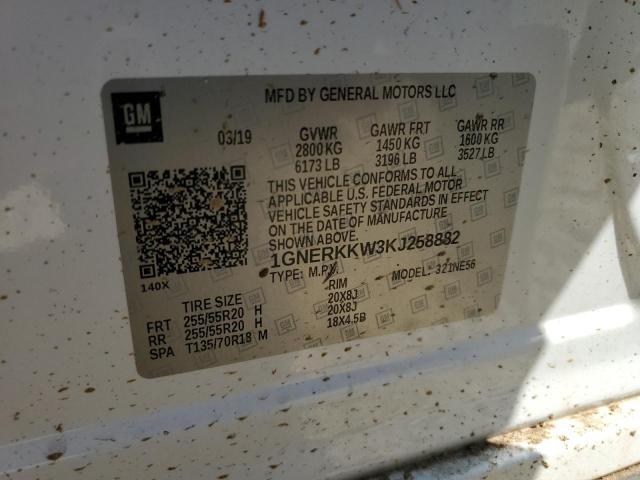 MFD BY GENERAL MOTORS LLC
GM
03/19 GVWR GAWR FRT GAWR RR
2800 KG 1450 KG 1600 KG
6173 LB 3196 LB 3527 LB
THIS VEHICLE CONFORMS TO ALL
APPLICABLE U.S. FEDERAL MOTOR
VEHICLE SAFETY STANDARDS IN EFFECT
ON THE DATE OF MANUFACTURE
SHOWN ABOVE.
1GNERKKW3KJ258882
TYPE: M.P.V. MODEL: 321NE56
140X
TIRE SIZE RIM
FRT 255/55R20 H 20X8J
RR 255/55R20 H 20X8J
SPA T135/70R18 M 18X4.5B